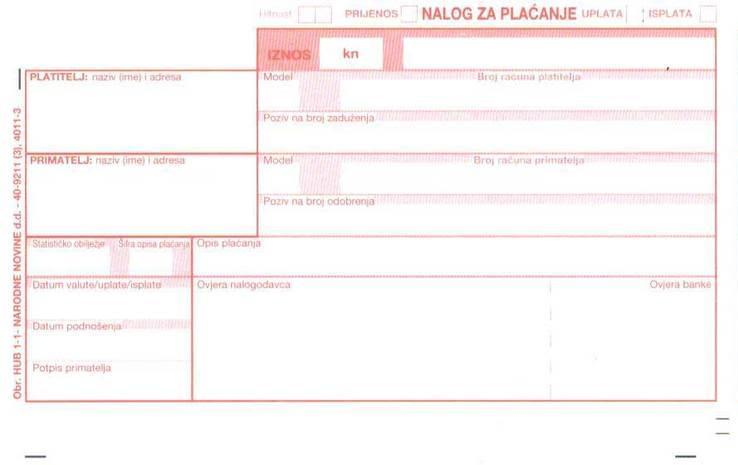 Hitnost PRIJENOS NALOG ZA PLAĆANJE UPLATA ISPLATA
IZNOS kn
PLATITELJ: naziv (ime) i adresa Model Broj računa platitelja
Poziv na broj zaduženja
PRIMATELJ: naziv (ime) i adresa Model Broj računa primatelja
Poziv na broj odobrenja
Statističko obilježje Šifra opisa plaćanja Opis plaćanja
Datum valute/uplate/isplate Ovjera nalogodavca Ovjera banke
Datum podnošenja
Potpis primatelja
Obr. HUB 1-1- NARODNE NOVINE d.d. - 40-9211 (3), 4011-3